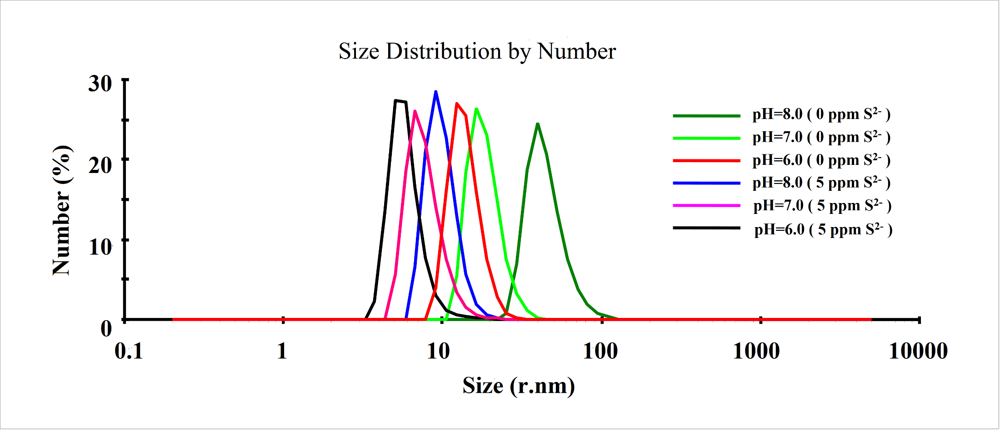 Size Distribution by Number
30
20
10
0
Number (%)
0.1 1 10 100 1000 10000
Size (r.nm)
pH=8.0 ( 0 ppm S²⁻ )
pH=7.0 ( 0 ppm S²⁻ )
pH=6.0 ( 0 ppm S²⁻ )
pH=8.0 ( 5 ppm S²⁻ )
pH=7.0 ( 5 ppm S²⁻ )
pH=6.0 ( 5 ppm S²⁻ )